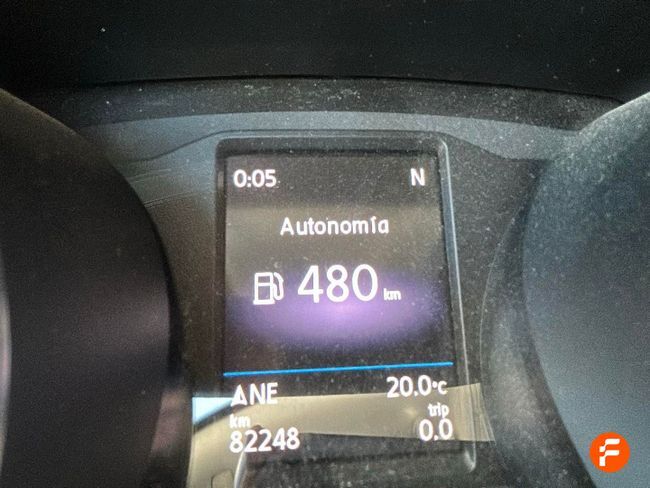 0:05 N
Autonomía
480 km
ANE 20.0°C
km trip
82248 0.0